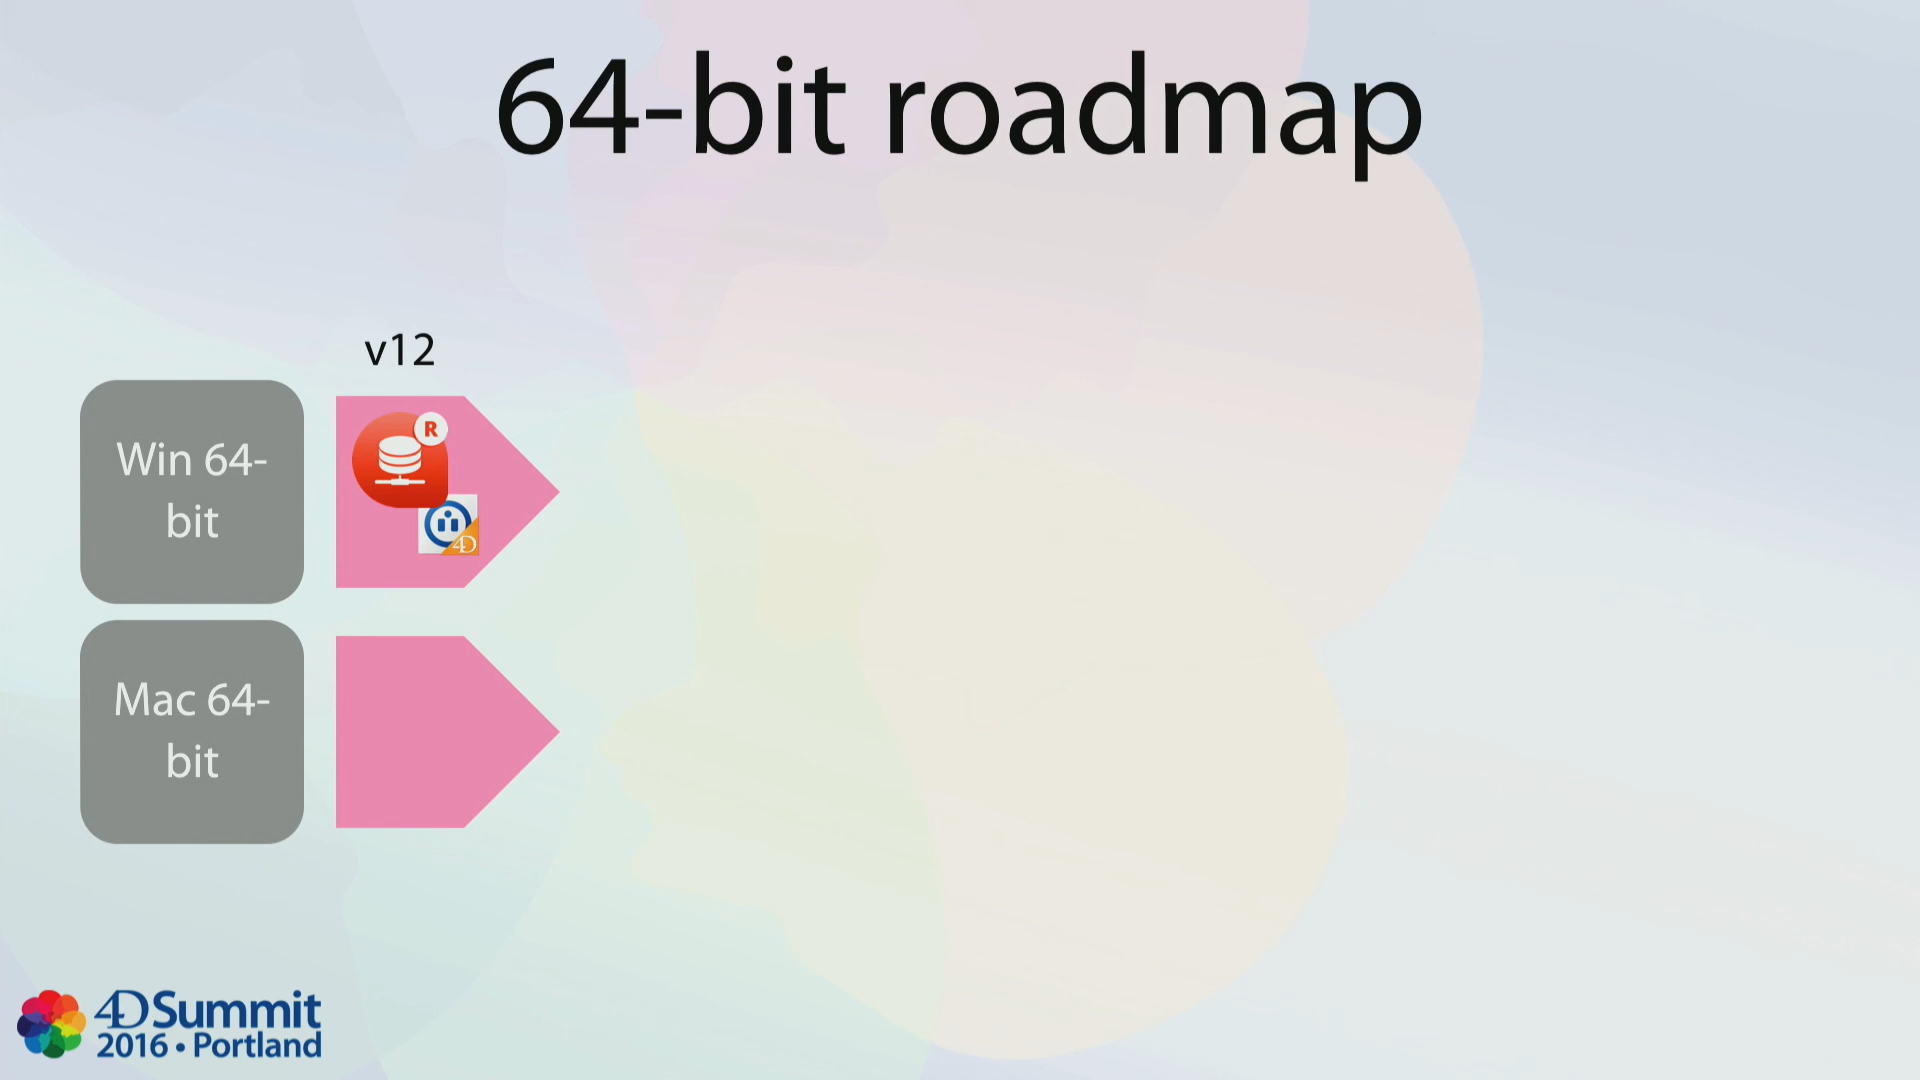 64-bit roadmap
v12
Win 64-
bit
R
4D
Mac 64-
bit
4D Summit
2016 • Portland